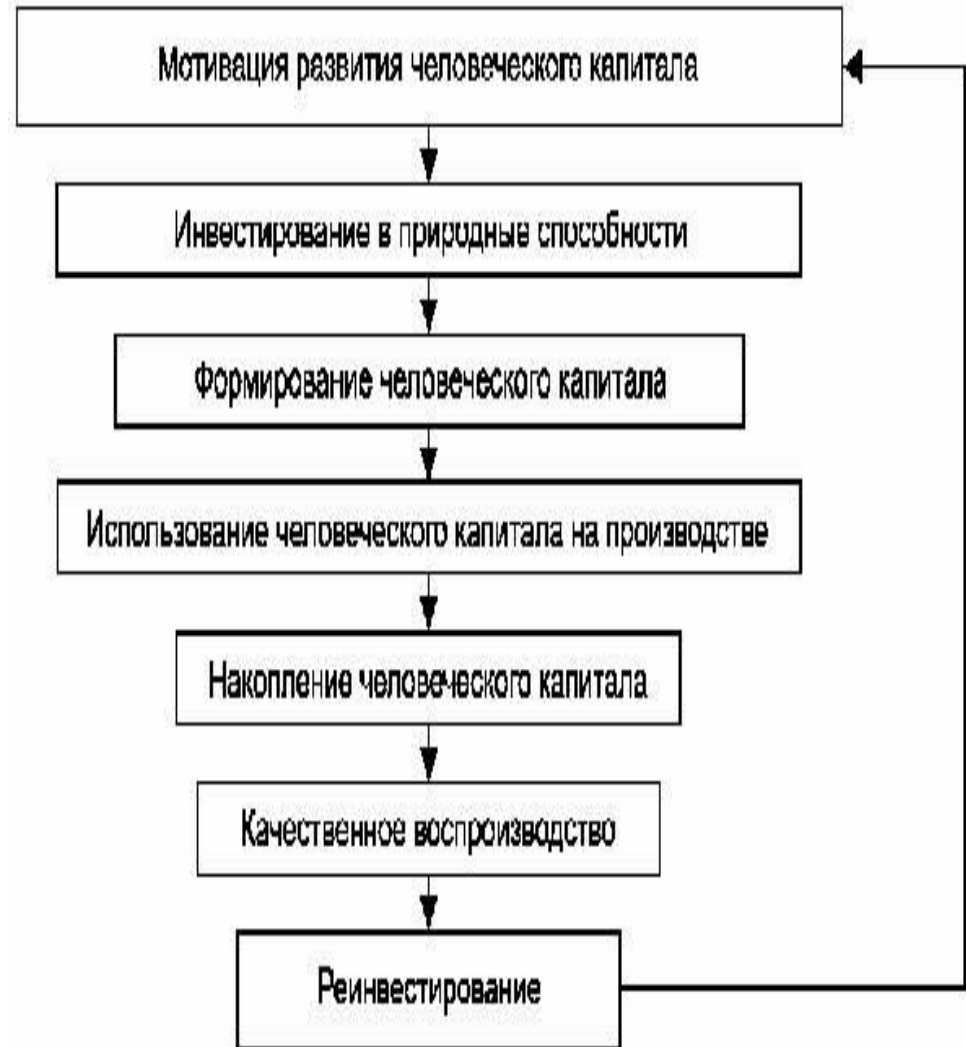 Мотивация развития человеческого капитала
Инвестирование в природные способности
Формирование человеческого капитала
Использование человеческого капитала на производстве
Накопление человеческого капитала
Качественное воспроизводство
Реинвестирование